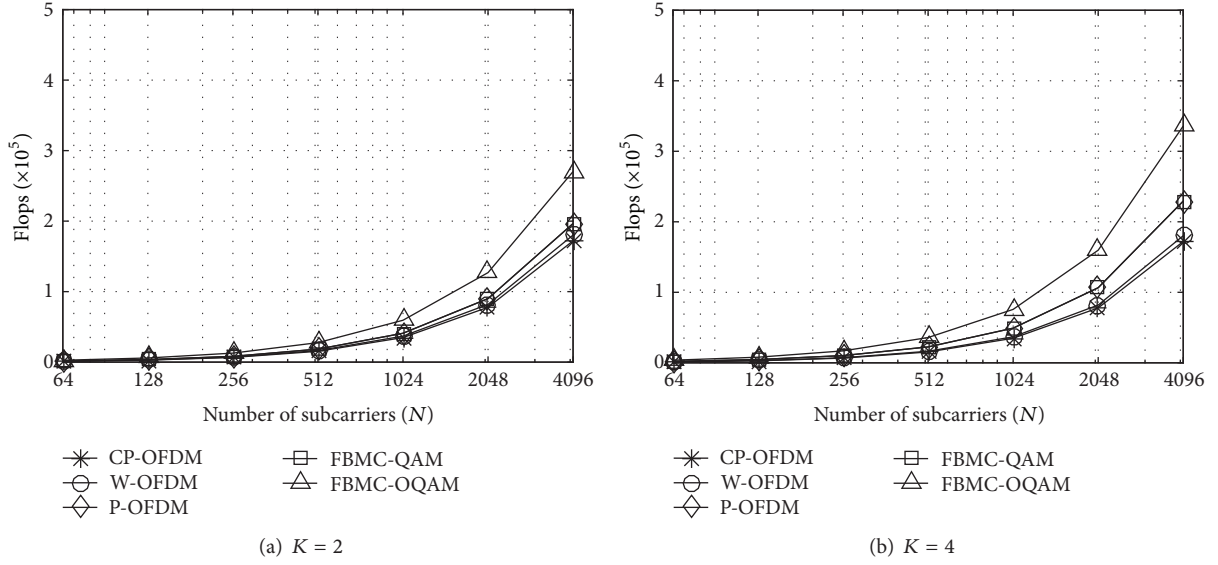 5
4
3
2
1
0
Flops (×10⁵)
64 128 256 512 1024 2048 4096
Number of subcarriers (N)
CP-OFDM
W-OFDM
P-OFDM
FBMC-QAM
FBMC-OQAM
(a) K = 2
5
4
3
2
1
0
Flops (×10⁵)
64 128 256 512 1024 2048 4096
Number of subcarriers (N)
CP-OFDM
W-OFDM
P-OFDM
FBMC-QAM
FBMC-OQAM
(b) K = 4